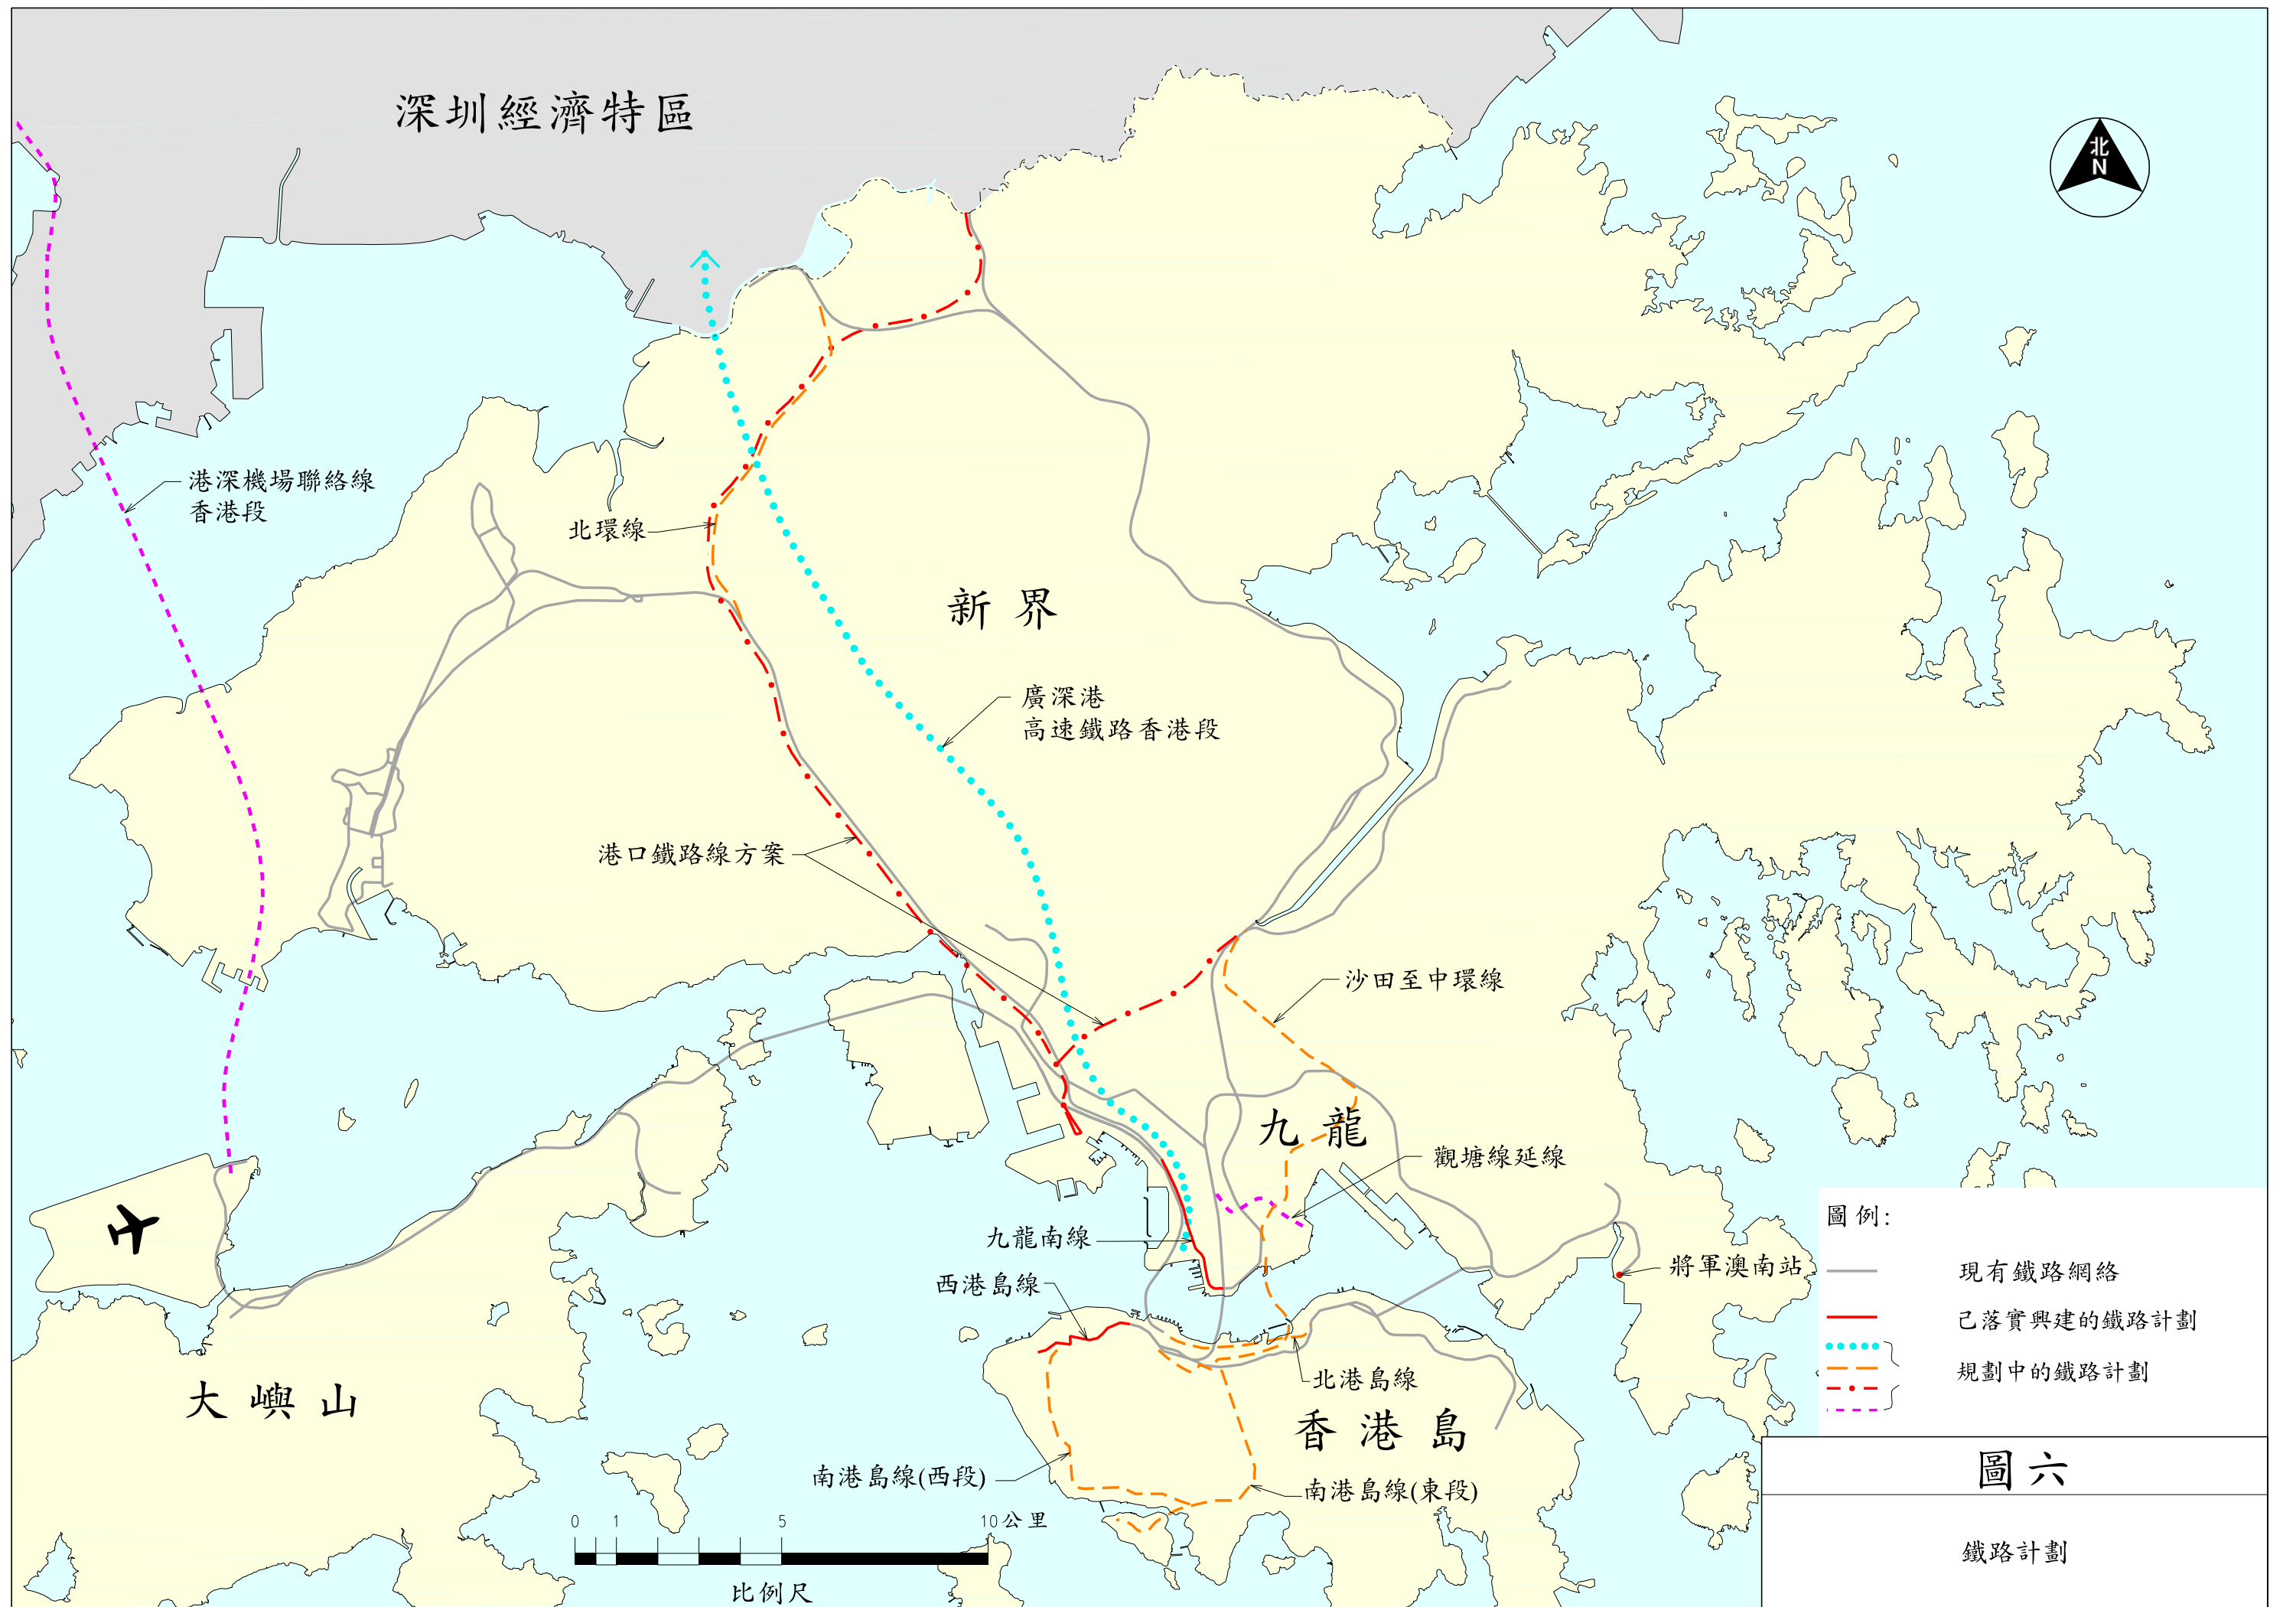 深圳經濟特區
北
N
港深機場聯絡線
香港段
北環線
新界
廣深港
高速鐵路香港段
港口鐵路線方案
沙田至中環線
九龍
觀塘線延線
九龍南線
西港島線
將軍澳南站
北港島線
大嶼山
香港島
南港島線(西段)
南港島線(東段)
0 1 5 10公里
比例尺
圖例:
現有鐵路網絡
己落實興建的鐵路計劃
規劃中的鐵路計劃
圖六
鐵路計劃